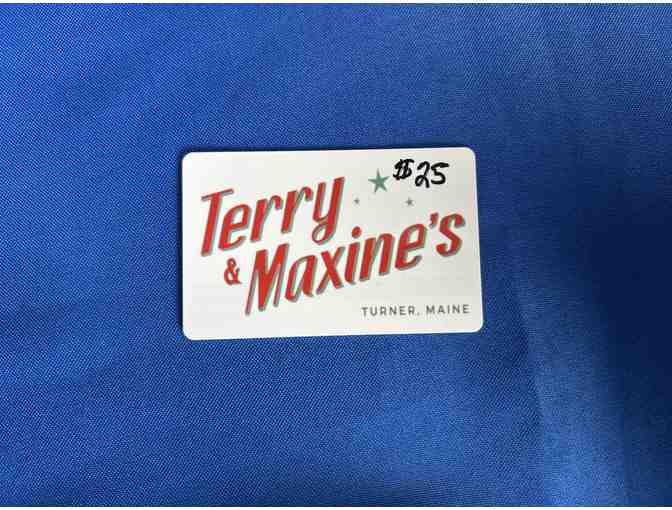 $25
Terry
& Maxine's
TURNER, MAINE